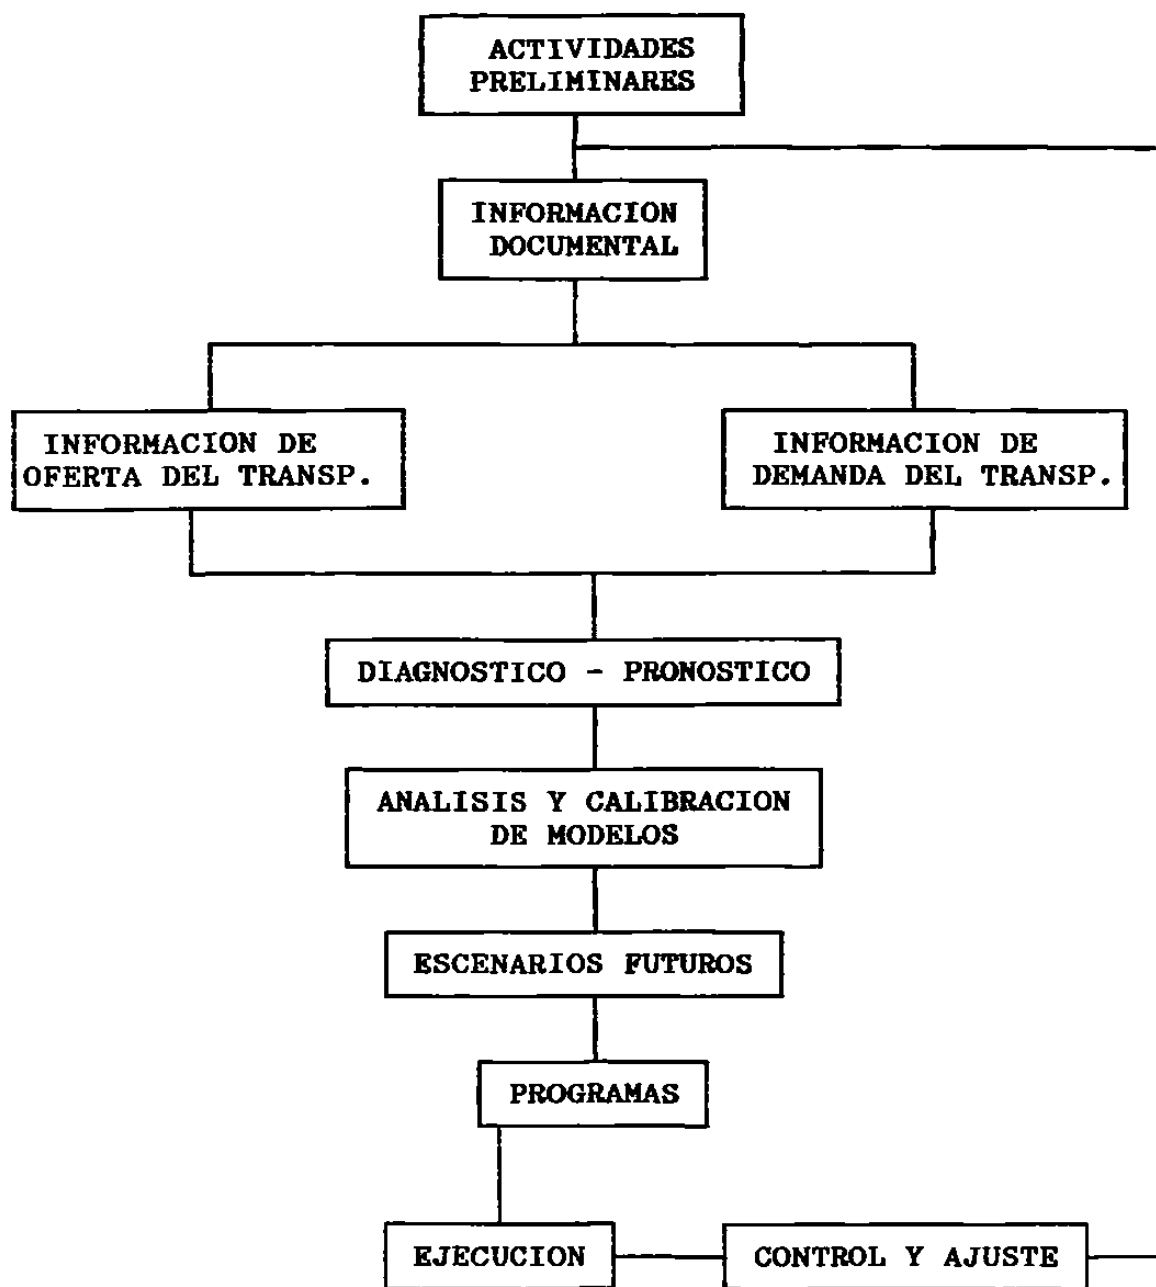 ACTIVIDADES
PRELIMINARES
INFORMACION
DOCUMENTAL
INFORMACION DE
OFERTA DEL TRANSP.
INFORMACION DE
DEMANDA DEL TRANSP.
DIAGNOSTICO - PRONOSTICO
ANALISIS Y CALIBRACION
DE MODELOS
ESCENARIOS FUTUROS
PROGRAMAS
EJECUCION
CONTROL Y AJUSTE